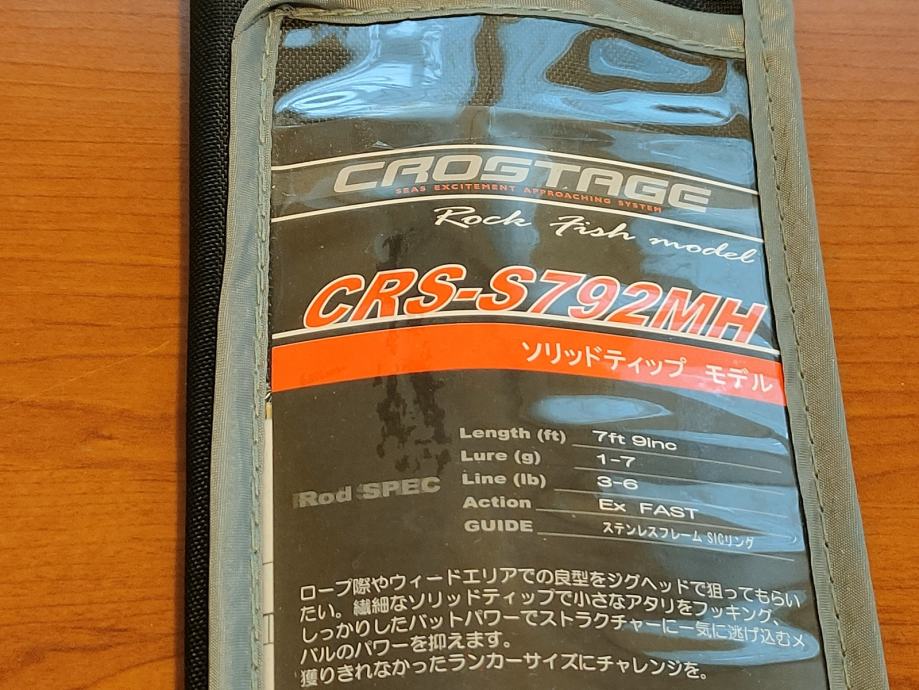 CROSTAGE
SEAS EXCITEMENT APPROACHING SYSTEM
Rock Fish model
CRS-S792MH
ソリッドティップ モデル
Rod SPEC
Length (ft) 7ft 9inc
Lure (g) 1-7
Line (lb) 3-6
Action Ex FAST
GUIDE ステンレスフレーム SiCリング
ロープ際やウィードエリアでの良型をジグヘッドで狙ってもらい
たい。繊細なソリッドティップで小さなアタリをフッキング、
しっかりしたバットパワーでストラクチャーに一気に逃げ込むメ
バルのパワーを抑えます。
獲りきれなかったランカーサイズにチャレンジを。